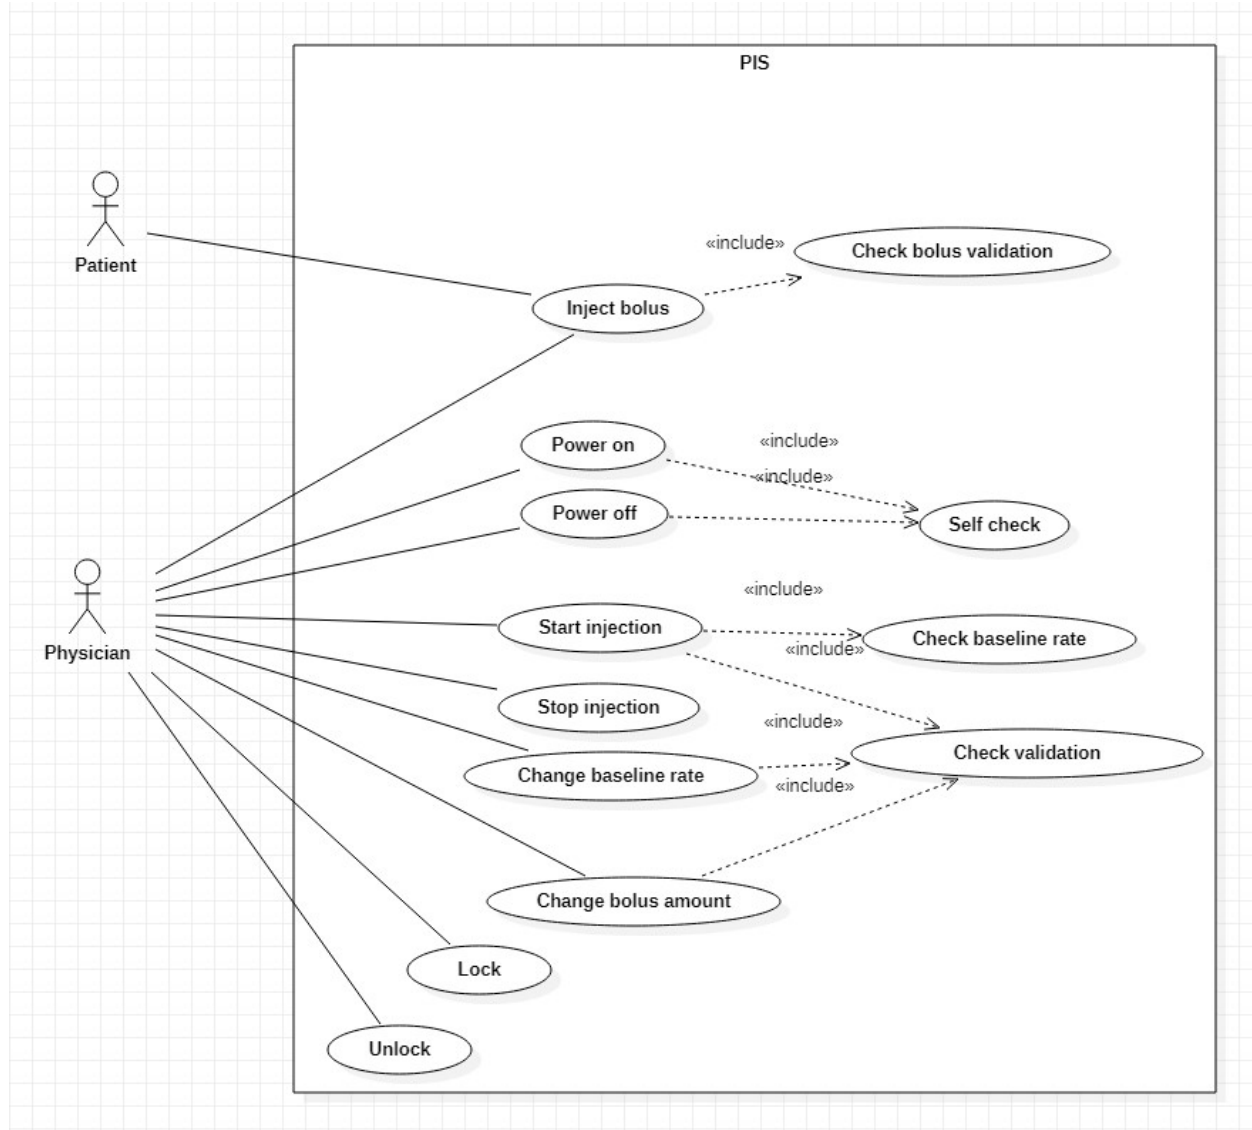 PIS
Patient
«include»
Check bolus validation
Inject bolus
Power on
«include»
«include»
Power off
Self check
Physician
«include»
Start injection
Check baseline rate
«include»
Stop injection
«include»
Check validation
Change baseline rate
«include»
Change bolus amount
Lock
Unlock